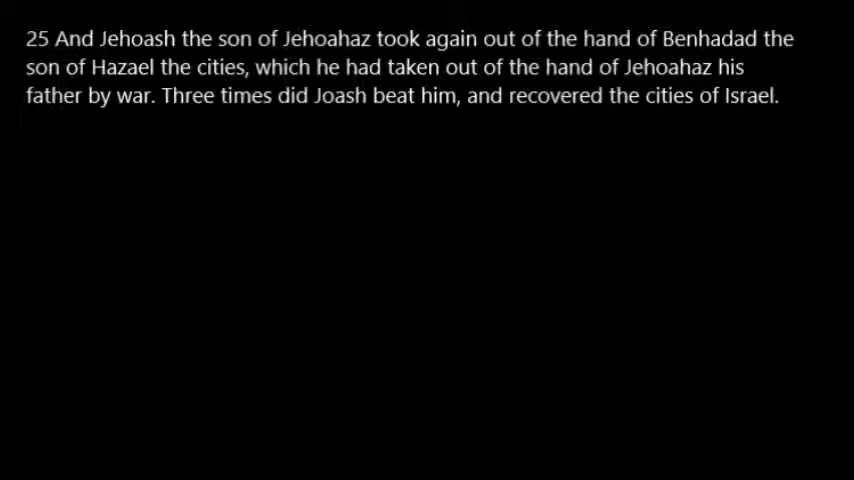 25 And Jehoash the son of Jehoahaz took again out of the hand of Benhadad the
son of Hazael the cities, which he had taken out of the hand of Jehoahaz his
father by war. Three times did Joash beat him, and recovered the cities of Israel.